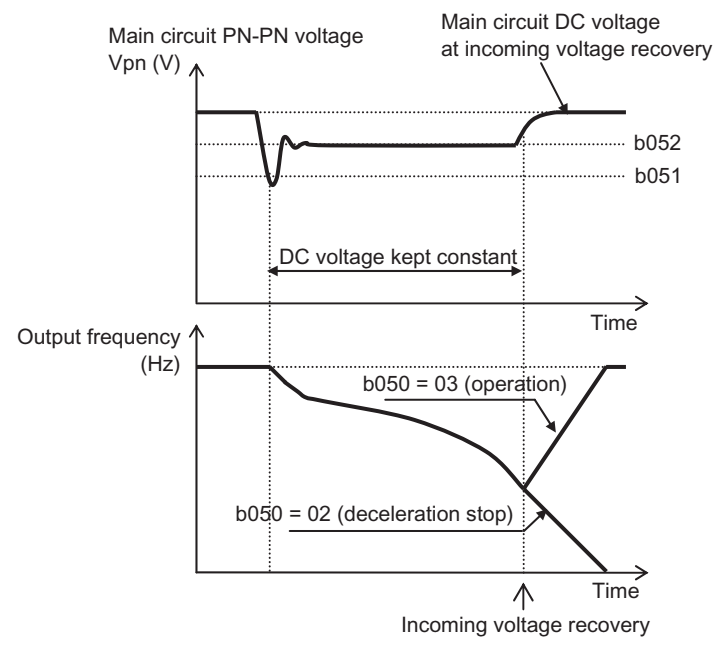 Main circuit PN-PN voltage
Vpn (V)
Main circuit DC voltage
at incoming voltage recovery
b052
b051
DC voltage kept constant
Time
Output frequency
(Hz)
b050 = 03 (operation)
b050 = 02 (deceleration stop)
Time
Incoming voltage recovery